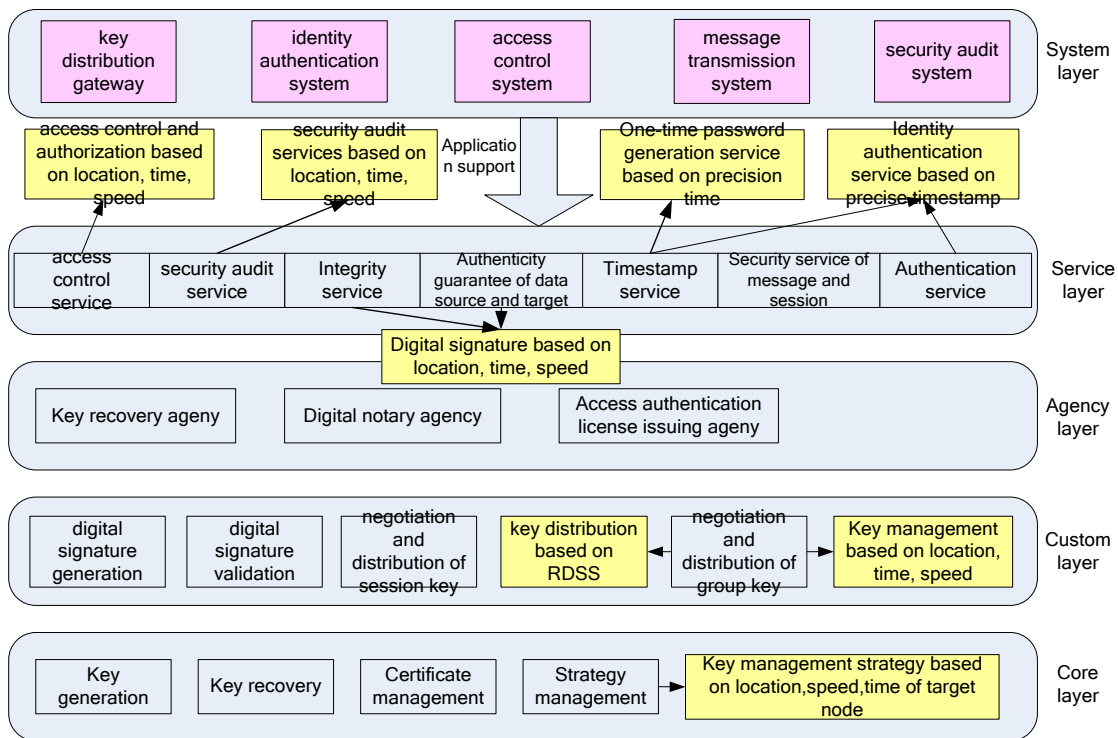 key
distribution
gateway
identity
authentication
system
access
control
system
message
transmission
system
security
audit system
System
layer
access control and
authorization based
on location, time,
speed
security audit
services based on
location, time,
speed
Applicatio
n support
One-time password
generation service
based on precision
time
Identity
authentication
service based on
precise timestamp
access
control
service
security audit
service
Integrity
service
Authenticity
guarantee of data
source and target
Timestamp
service
Security service of
message and
session
Authentication
service
Service
layer
Digital signature based on
location, time, speed
Key recovery ageny
Digital notary agency
Access authentication
license issuing ageny
Agency
layer
digital
signature
generation
digital
signature
validation
negotiation
and
distribution of
session key
key distribution
based on
RDSS
negotiation
and
distribution of
group key
Key management
based on location,
time, speed
Custom
layer
Key
generation
Key recovery
Certificate
management
Strategy
management
Key management strategy based
on location,speed,time of target
node
Core
layer